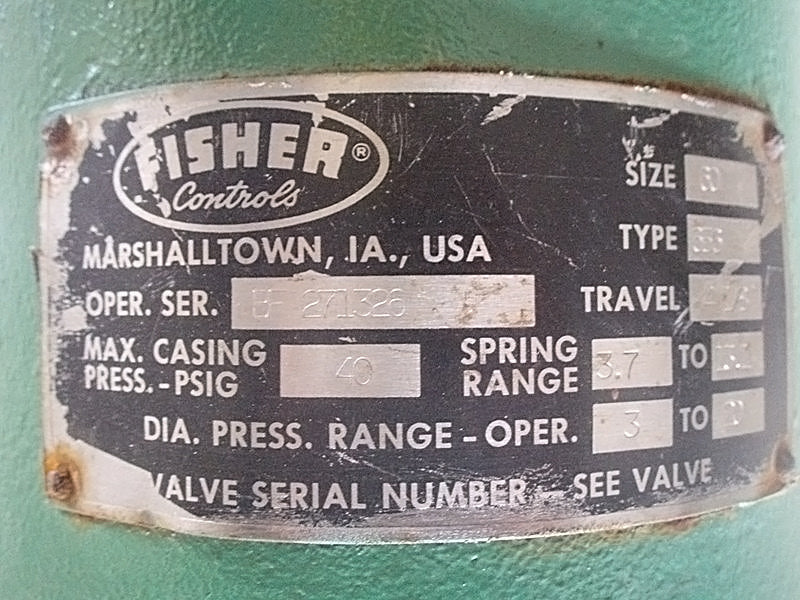 FISHER®
Controls
MARSHALLTOWN, IA., USA
OPER. SER. 271326
MAX. CASING PRESS.-PSIG 40
SIZE
TYPE
TRAVEL
SPRING RANGE 3.7 TO
DIA. PRESS. RANGE - OPER. 3 TO
VALVE SERIAL NUMBER - SEE VALVE